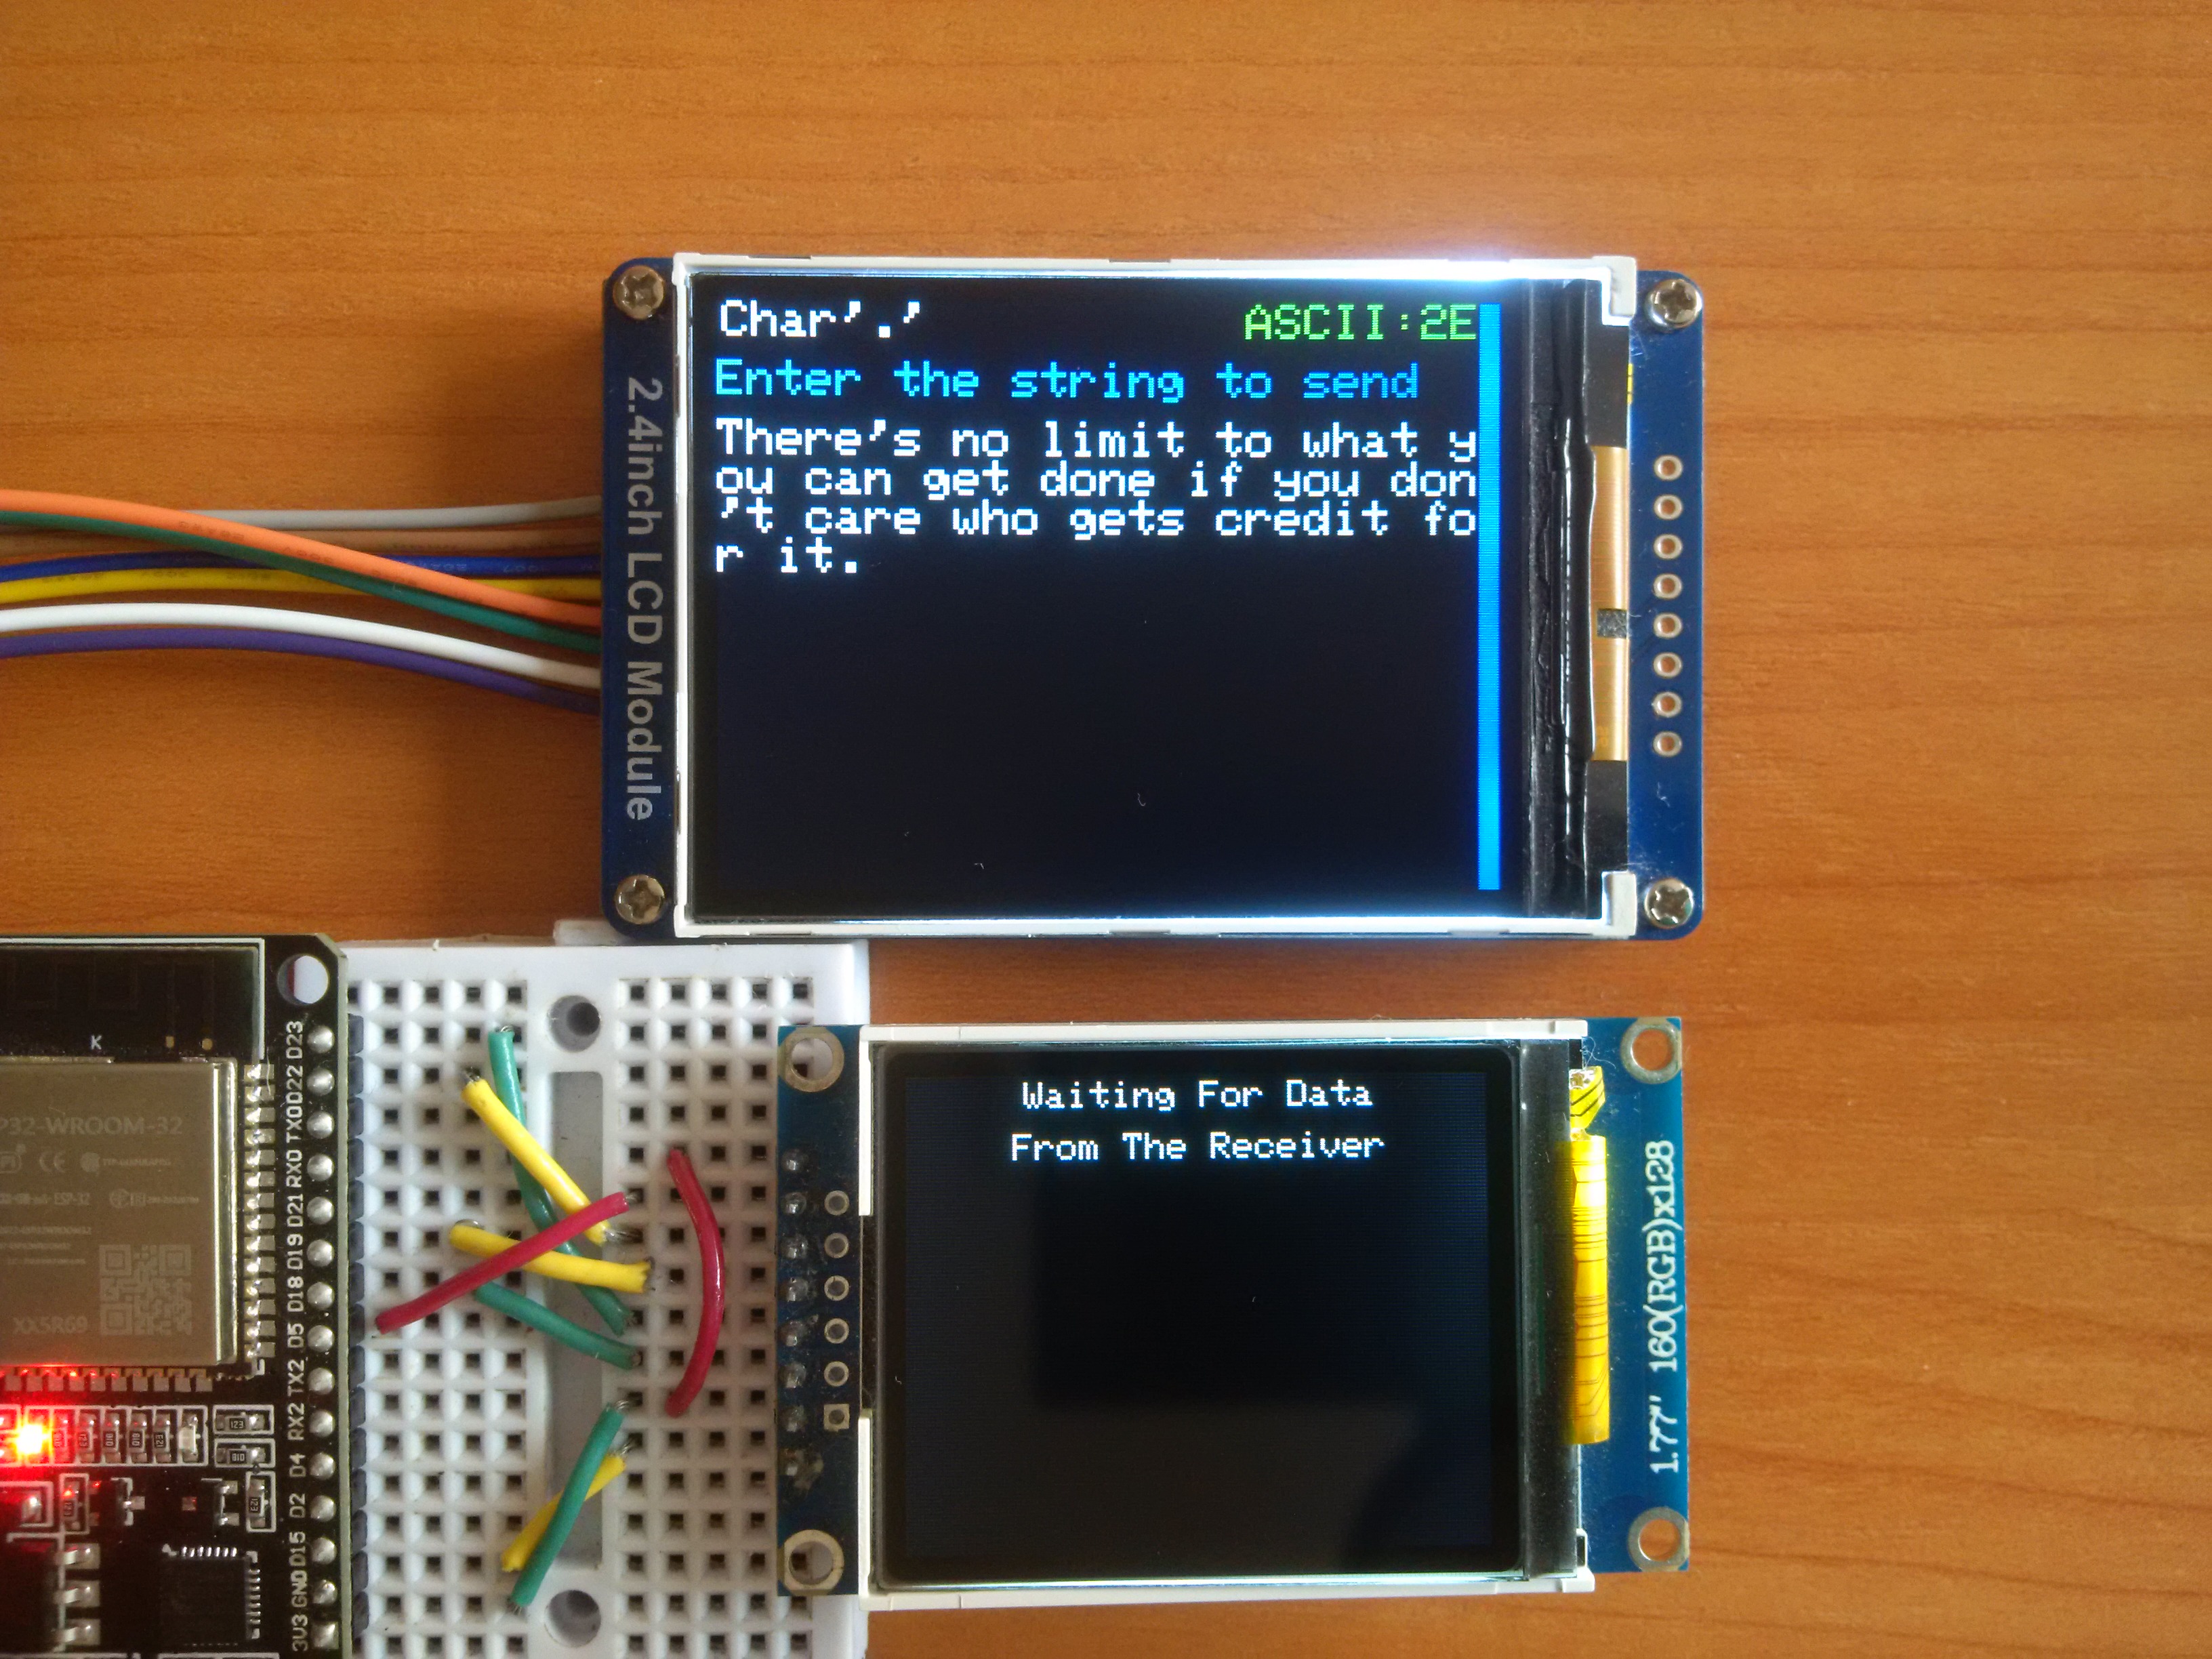 Char'.' ASCII:2E
Enter the string to send
There's no limit to what y
ou can get done if you don
't care who gets credit fo
r it.
2.4inch LCD Module
Waiting For Data
From The Receiver
1.77" 160(RGB)x128
K
P32-WROOM-32
XX5R69
D23
D22
TX0
RX0
D21
D19
D18
D5
TX2
RX2
D4
D2
D15
GND
3V3